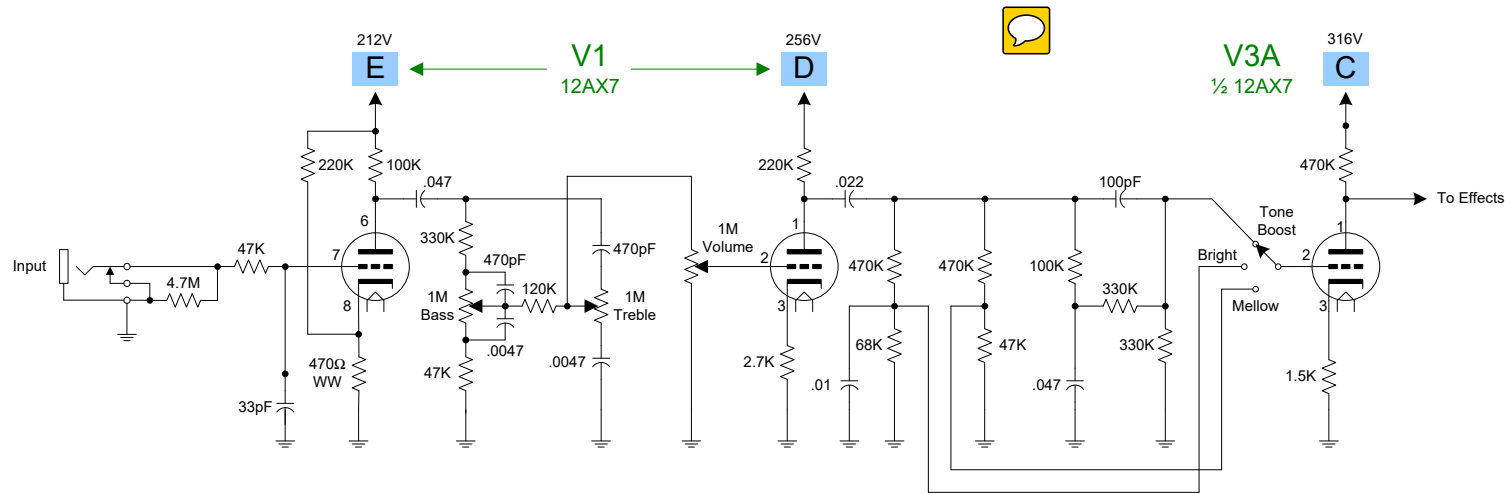 212V
E
V1
12AX7
256V
D
V3A
½ 12AX7
316V
C
220K
100K
.047
6
7
8
Input
47K
4.7M
33pF
470Ω
WW
330K
470pF
1M
Bass
120K
.0047
47K
470pF
1M
Treble
.0047
1M
Volume
220K
1
2
3
2.7K
.022
470K
68K
.01
470K
47K
100K
.047
100pF
330K
330K
Tone
Boost
Bright
Mellow
470K
1
2
3
1.5K
To Effects